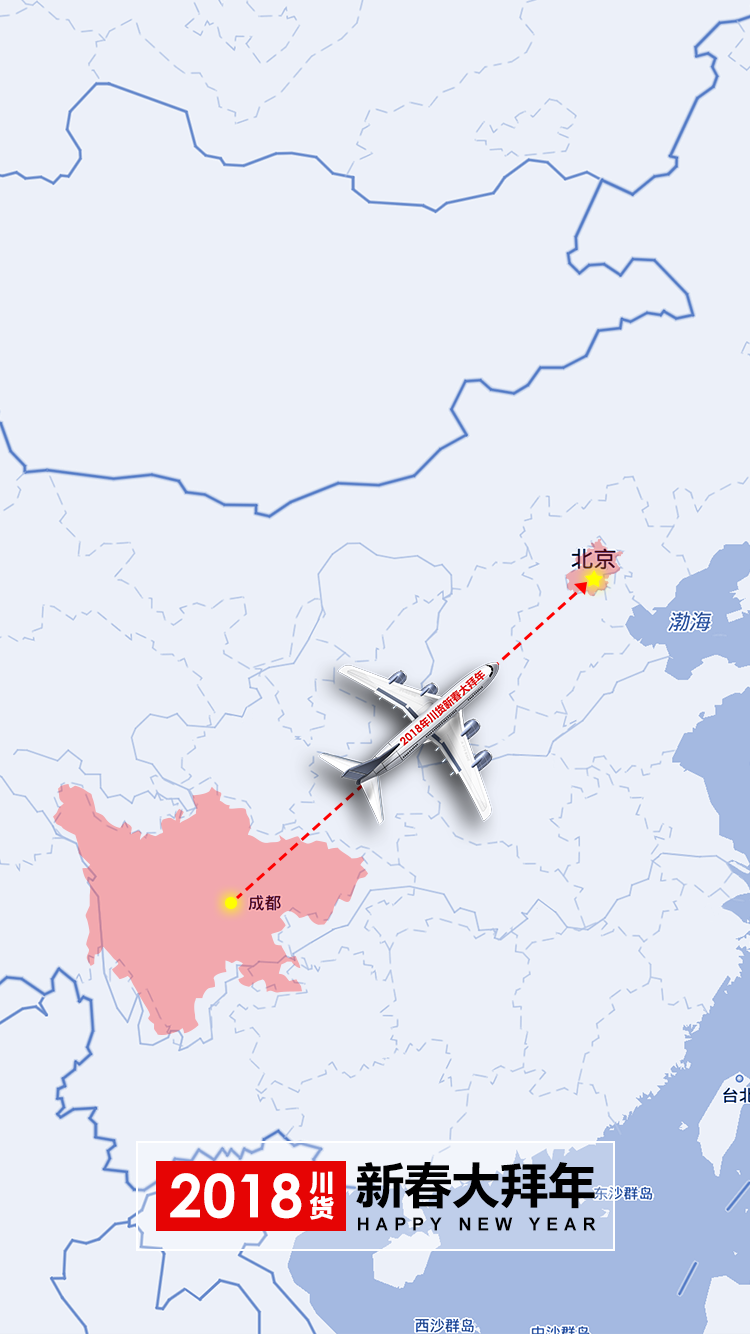 北京
渤海
2018年川货新春大拜年
成都
台北
2018
川货
新春大拜年
HAPPY NEW YEAR
东沙群岛
西沙群岛
中沙群岛